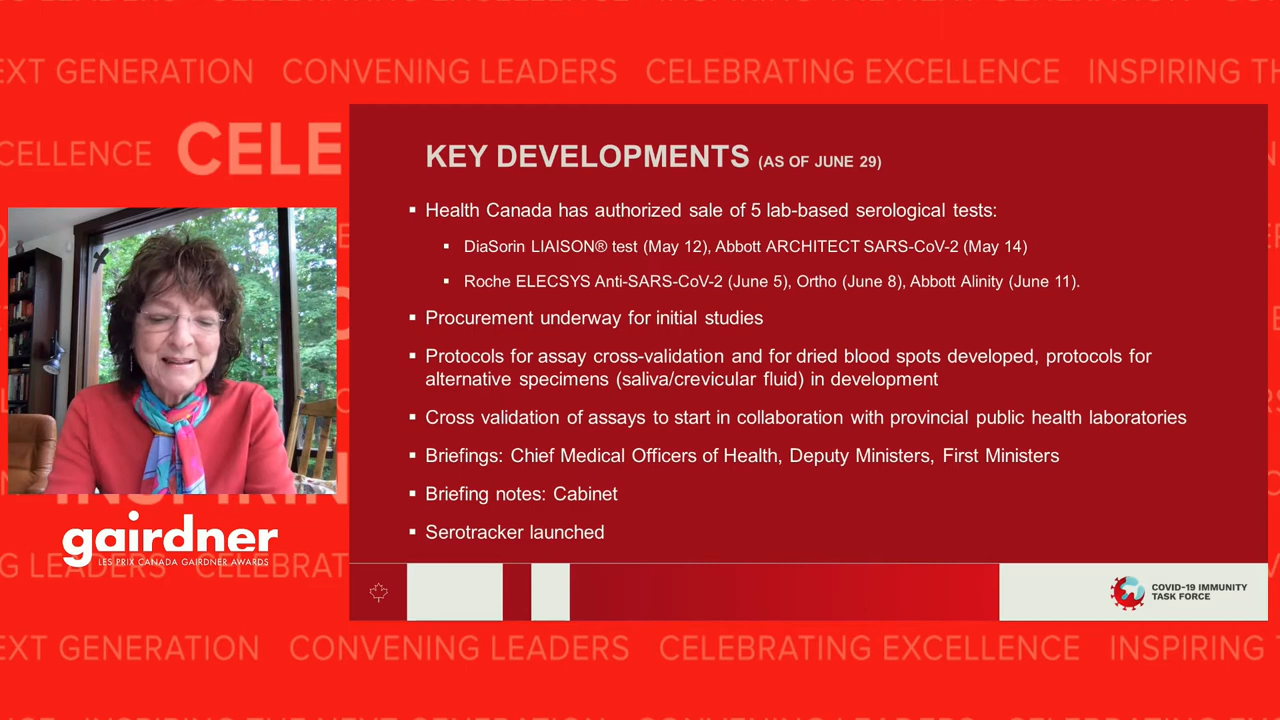 EXT GENERATION CONVENING LEADERS CELEBRATING EXCELLENCE INSPIRING TH
CELLENCE CELE
KEY DEVELOPMENTS (AS OF JUNE 29)
▪ Health Canada has authorized sale of 5 lab-based serological tests:
▪ DiaSorin LIAISON® test (May 12), Abbott ARCHITECT SARS-CoV-2 (May 14)
▪ Roche ELECSYS Anti-SARS-CoV-2 (June 5), Ortho (June 8), Abbott Alinity (June 11).
▪ Procurement underway for initial studies
▪ Protocols for assay cross-validation and for dried blood spots developed, protocols for
alternative specimens (saliva/crevicular fluid) in development
▪ Cross validation of assays to start in collaboration with provincial public health laboratories
▪ Briefings: Chief Medical Officers of Health, Deputy Ministers, First Ministers
▪ Briefing notes: Cabinet
▪ Serotracker launched
gairdner
LES PRIX CANADA GAIRDNER AWARDS
G LEADERS CELEBRAT
COVID-19 IMMUNITY
TASK FORCE
EXT GENERATION CONVENING LEADERS CELEBRATING EXCELLENCE INSPIRING